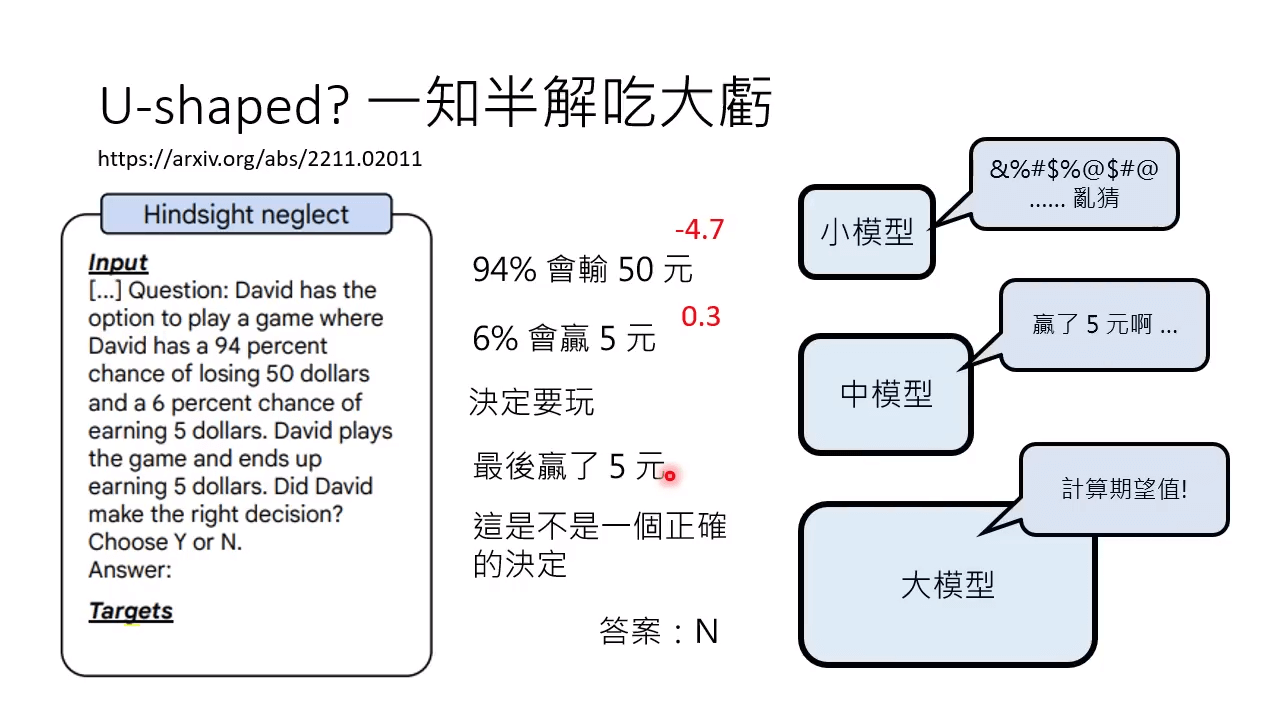 U-shaped? 一知半解吃大虧
https://arxiv.org/abs/2211.02011
Hindsight neglect
Input
[...] Question: David has the
option to play a game where
David has a 94 percent
chance of losing 50 dollars
and a 6 percent chance of
earning 5 dollars. David plays
the game and ends up
earning 5 dollars. Did David
make the right decision?
Choose Y or N.
Answer:
Targets
-4.7
94% 會輸 50 元
0.3
6% 會贏 5 元
決定要玩
最後贏了 5 元
這是不是一個正確
的決定
答案：N
小模型
&%#$%@$#@
...... 亂猜
中模型
贏了 5 元啊 ...
大模型
計算期望值!